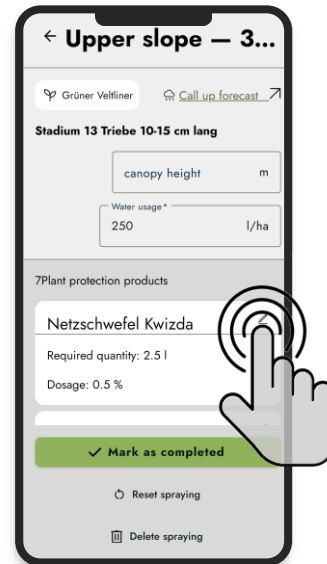 Upper slope — 3...
Grüner Veltliner
Call up forecast
Stadium 13 Triebe 10-15 cm lang
canopy height m
Water usage*
250 l/ha
7Plant protection products
Netzschwefel Kwizda
Required quantity: 2.5 l
Dosage: 0.5 %
Mark as completed
Reset spraying
Delete spraying